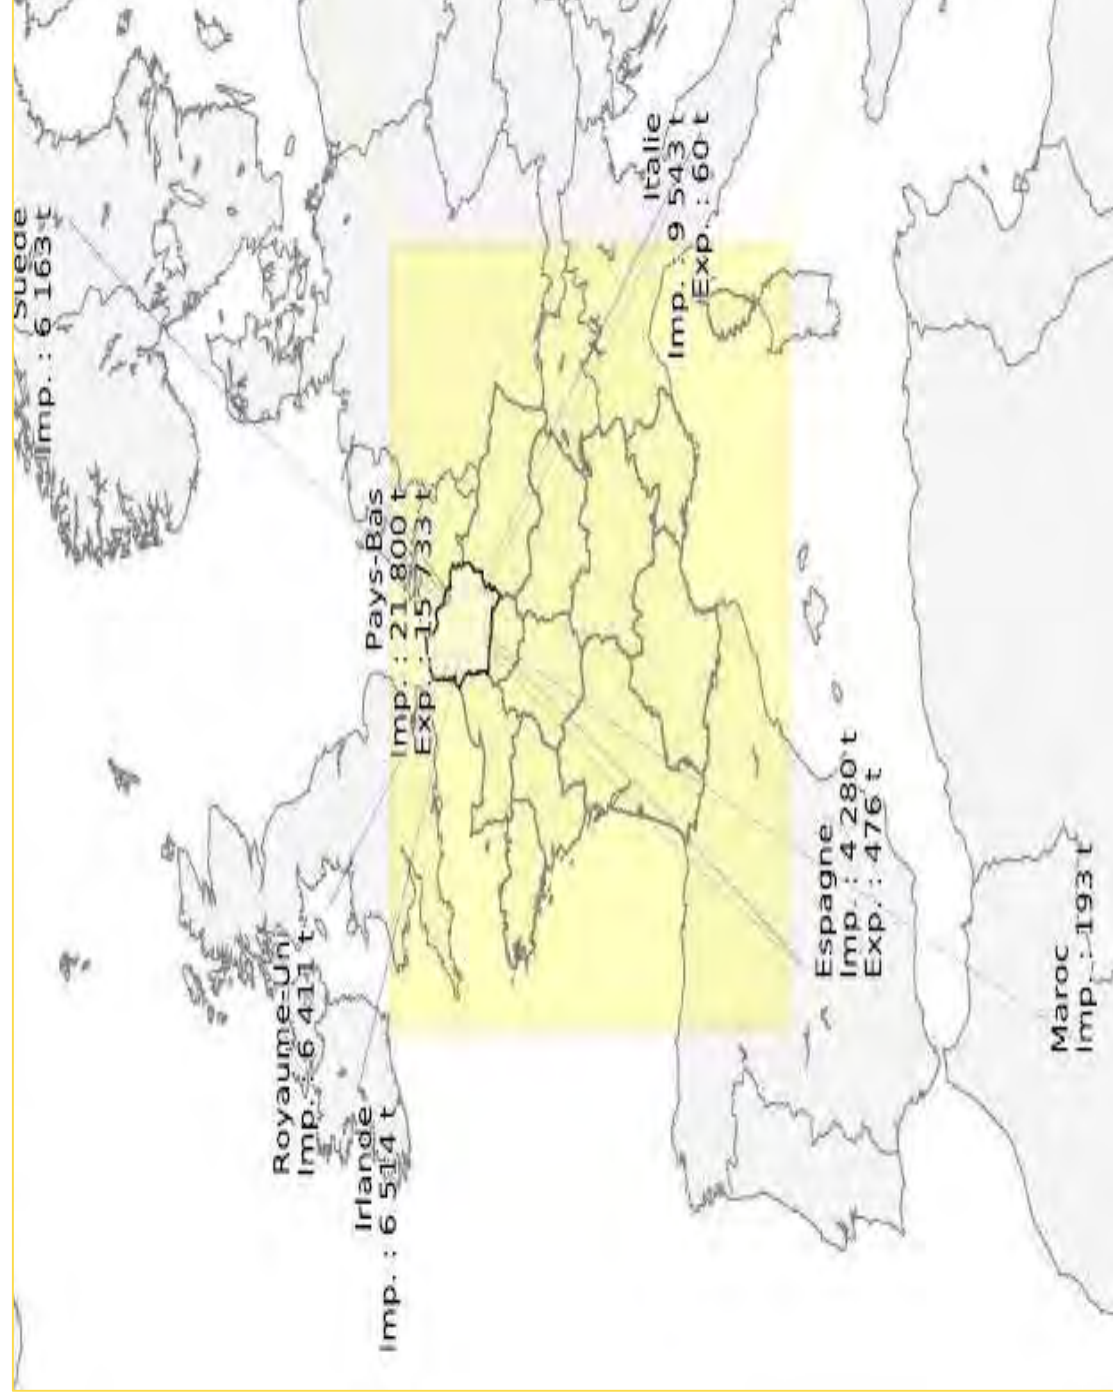 Suède
Imp. : 6 163 t
Royaume-Uni
Imp. : 6 411 t
Irlande
Imp. : 6 514 t
Pays-Bas
Imp. : 21 800 t
Exp. : 15 733 t
Italie
Imp. : 9 543 t
Exp. : 60 t
Espagne
Imp. : 4 280 t
Exp. : 476 t
Maroc
Imp. : 193 t